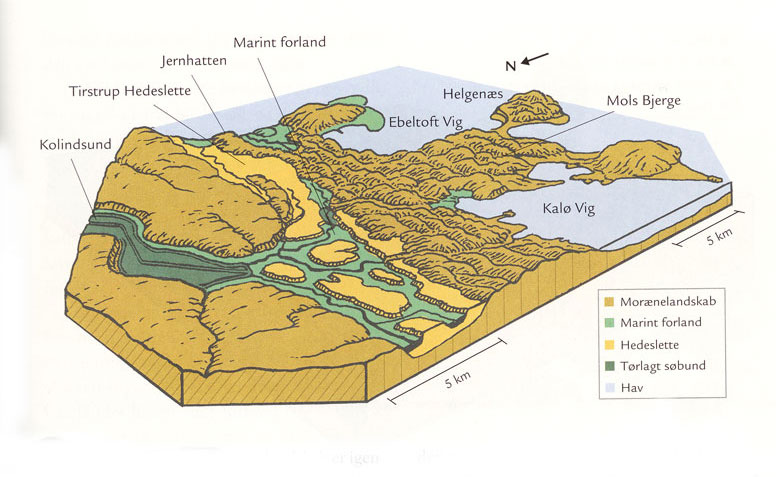 Marint forland
Jernhatten
Tirstrup Hedeslette
Kolindsund
N
Helgenæs
Mols Bjerge
Ebeltoft Vig
Kalø Vig
5 km
5 km
Morænelandskab
Marint forland
Hedeslette
Tørlagt søbund
Hav